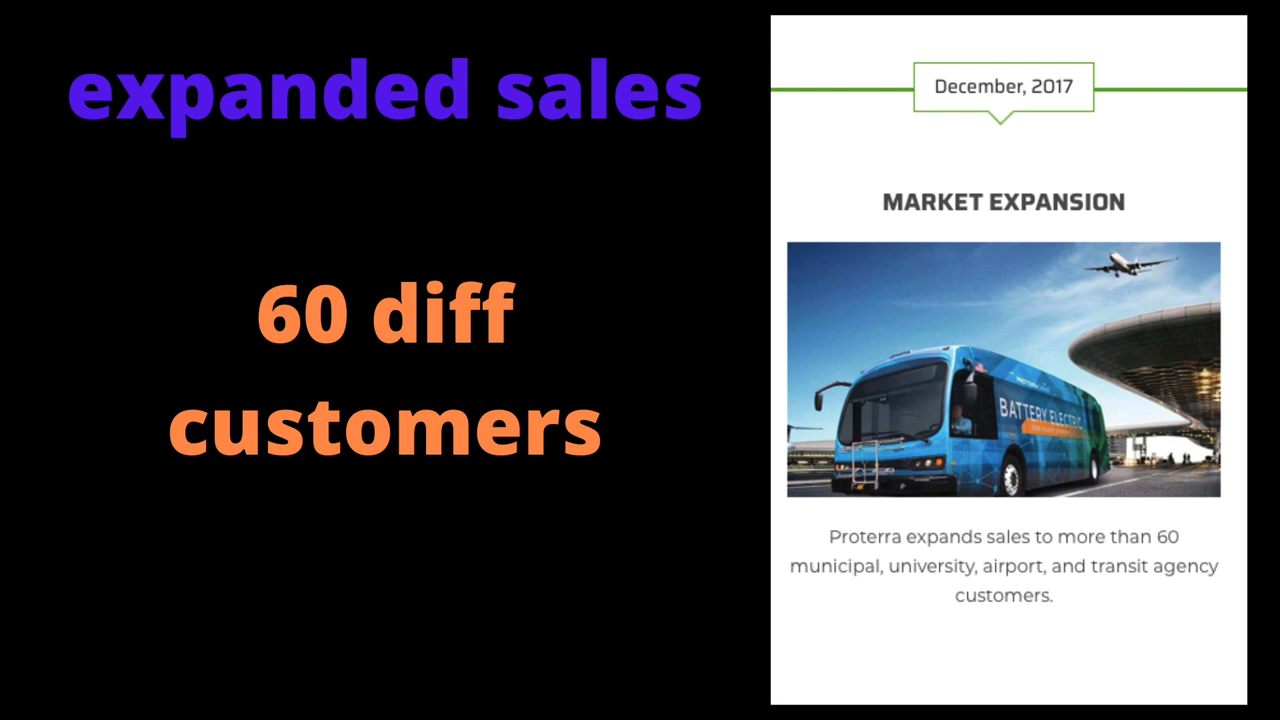 expanded sales
60 diff
customers
December, 2017
MARKET EXPANSION
BATTERY ELECTRIC
Proterra expands sales to more than 60
municipal, university, airport, and transit agency
customers.